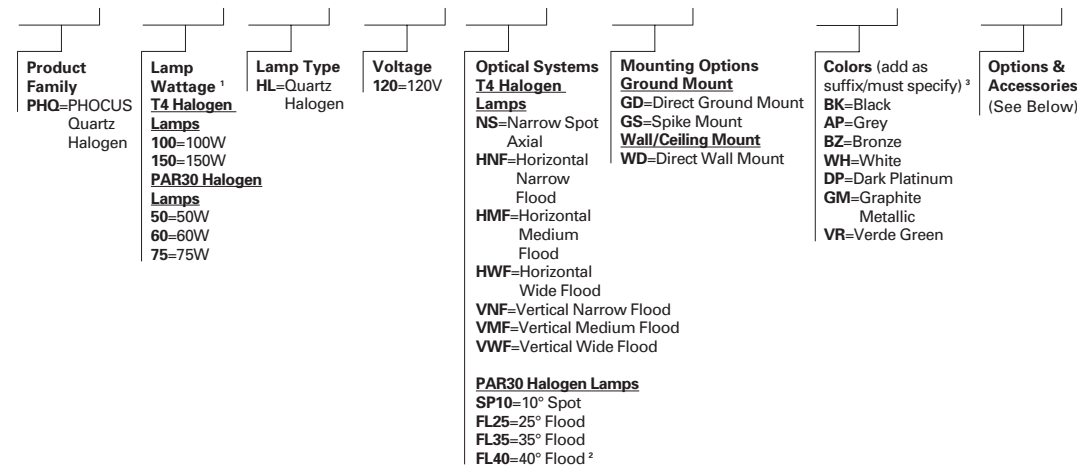 Product
Family
PHQ=PHOCUS
Quartz
Halogen
Lamp
Wattage ¹
T4 Halogen
Lamps
100=100W
150=150W
PAR30 Halogen
Lamps
50=50W
60=60W
75=75W
Lamp Type
HL=Quartz
Halogen
Voltage
120=120V
Optical Systems
T4 Halogen
Lamps
NS=Narrow Spot
Axial
HNF=Horizontal
Narrow
Flood
HMF=Horizontal
Medium
Flood
HWF=Horizontal
Wide Flood
VNF=Vertical Narrow Flood
VMF=Vertical Medium Flood
VWF=Vertical Wide Flood
PAR30 Halogen Lamps
SP10=10° Spot
FL25=25° Flood
FL35=35° Flood
FL40=40° Flood ²
Mounting Options
Ground Mount
GD=Direct Ground Mount
GS=Spike Mount
Wall/Ceiling Mount
WD=Direct Wall Mount
Colors (add as
suffix/must specify) ³
BK=Black
AP=Grey
BZ=Bronze
WH=White
DP=Dark Platinum
GM=Graphite
Metallic
VR=Verde Green
Options &
Accessories
(See Below)